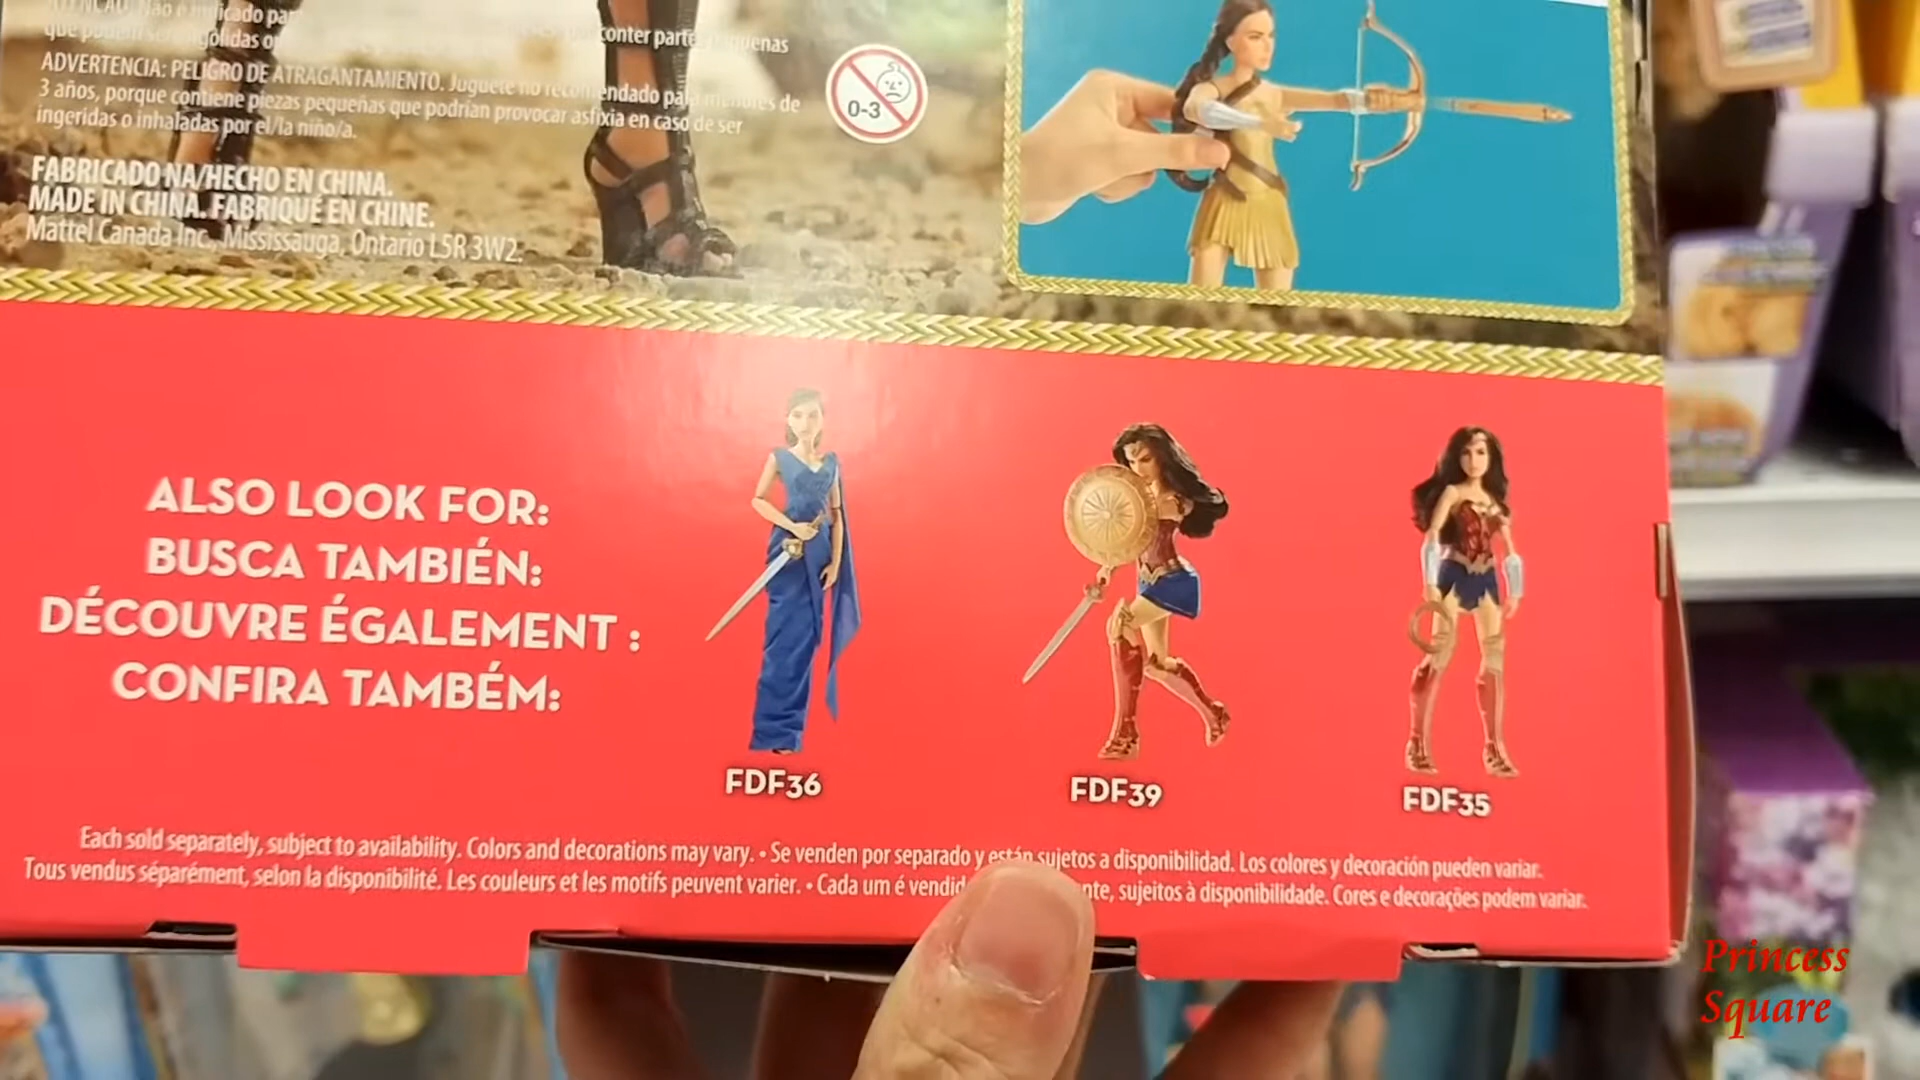 ATENÇÃO: Não é indicado par
que podem ser engolidas o conter partes pequenas
ADVERTENCIA: PELIGRO DE ATRAGANTAMIENTO. Juguete no recomendado para menores de
3 años, porque contiene piezas pequeñas que podrían provocar asfixia en caso de ser
ingeridas o inhaladas por el/la niño/a.
0-3
FABRICADO NA/HECHO EN CHINA.
MADE IN CHINA. FABRIQUÉ EN CHINE.
Mattel Canada Inc., Mississauga, Ontario L5R 3W2.
ALSO LOOK FOR:
BUSCA TAMBIÉN:
DÉCOUVRE ÉGALEMENT :
CONFIRA TAMBÉM:
FDF36
FDF39
FDF35
Each sold separately, subject to availability. Colors and decorations may vary. • Se venden por separado y están sujetos a disponibilidad. Los colores y decoración pueden variar.
Tous vendus séparément, selon la disponibilité. Les couleurs et les motifs peuvent varier. • Cada um é vendid nte, sujeitos à disponibilidade. Cores e decorações podem variar.
Princess
Square